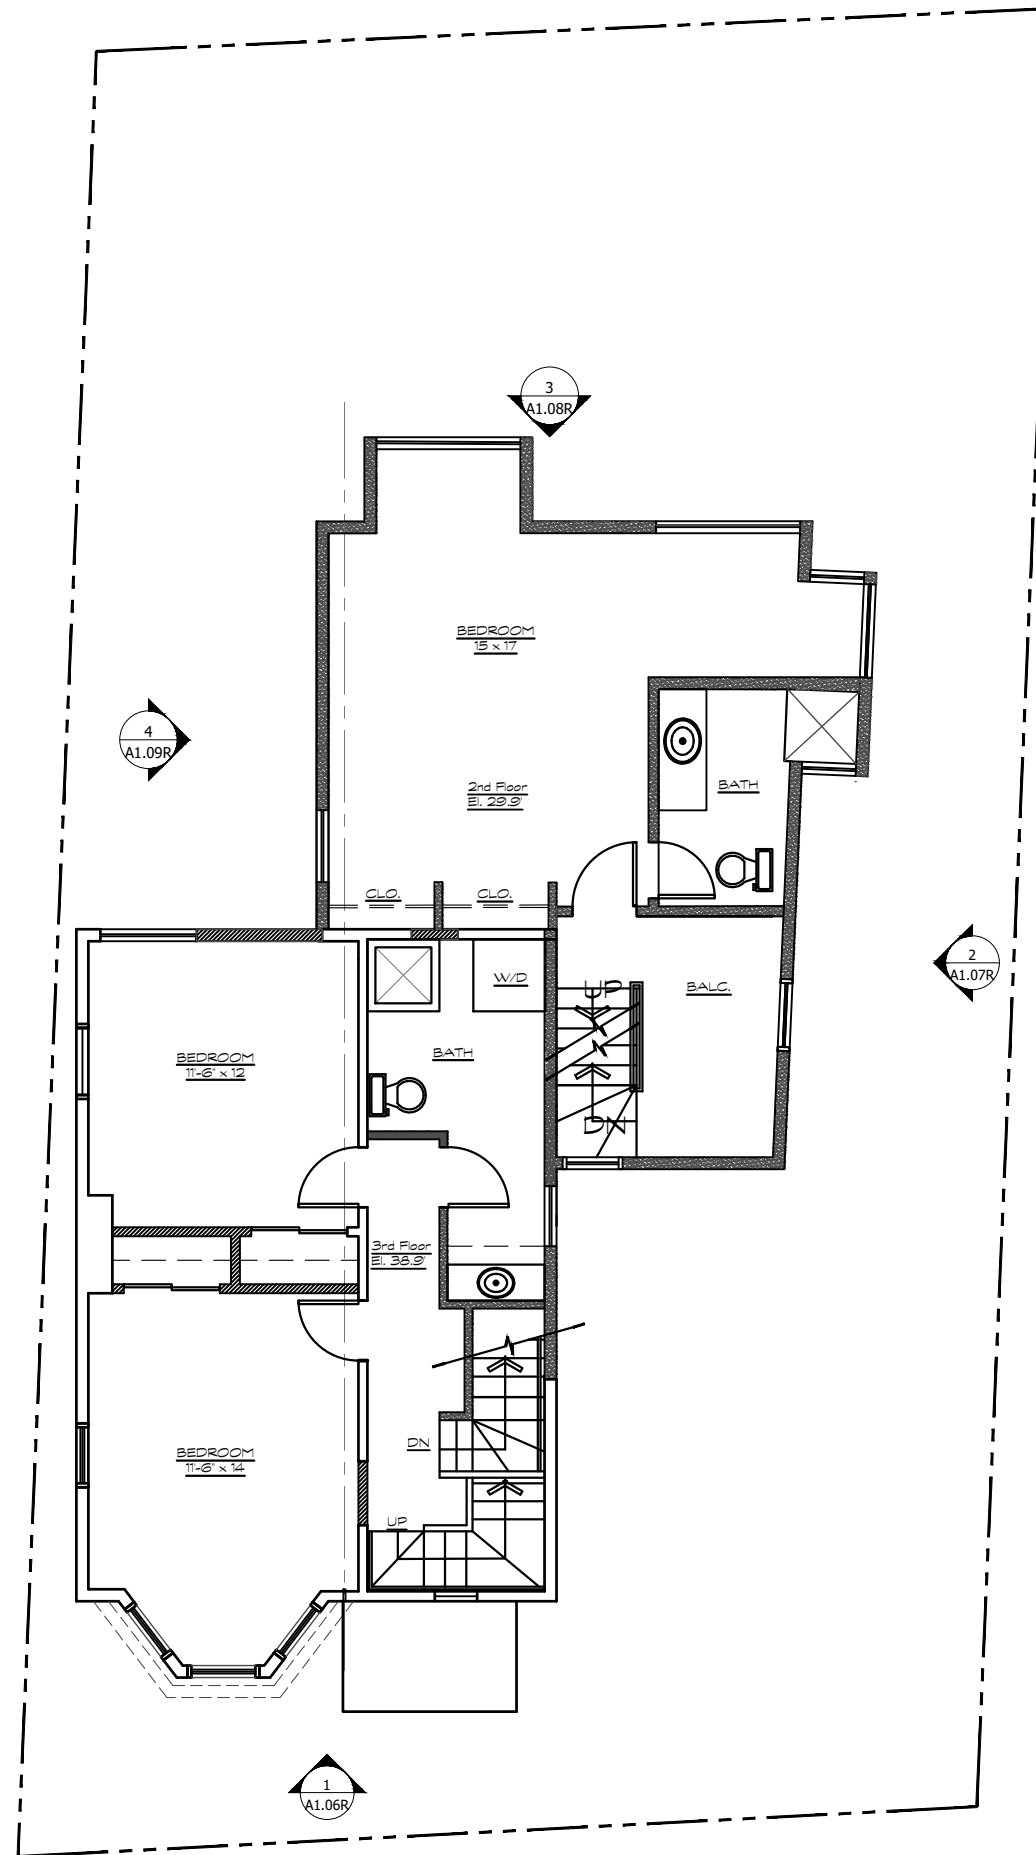 3
A1.08R
BEDROOM
15 x 17
4
A1.09R
2nd Floor
El. 29.9'
BATH
CLO.
CLO.
2
A1.07R
W/D
UP
BALC.
BATH
BEDROOM
11'-6" x 12
DN
3rd Floor
El. 38.9'
DN
BEDROOM
11'-6" x 14
UP
1
A1.06R